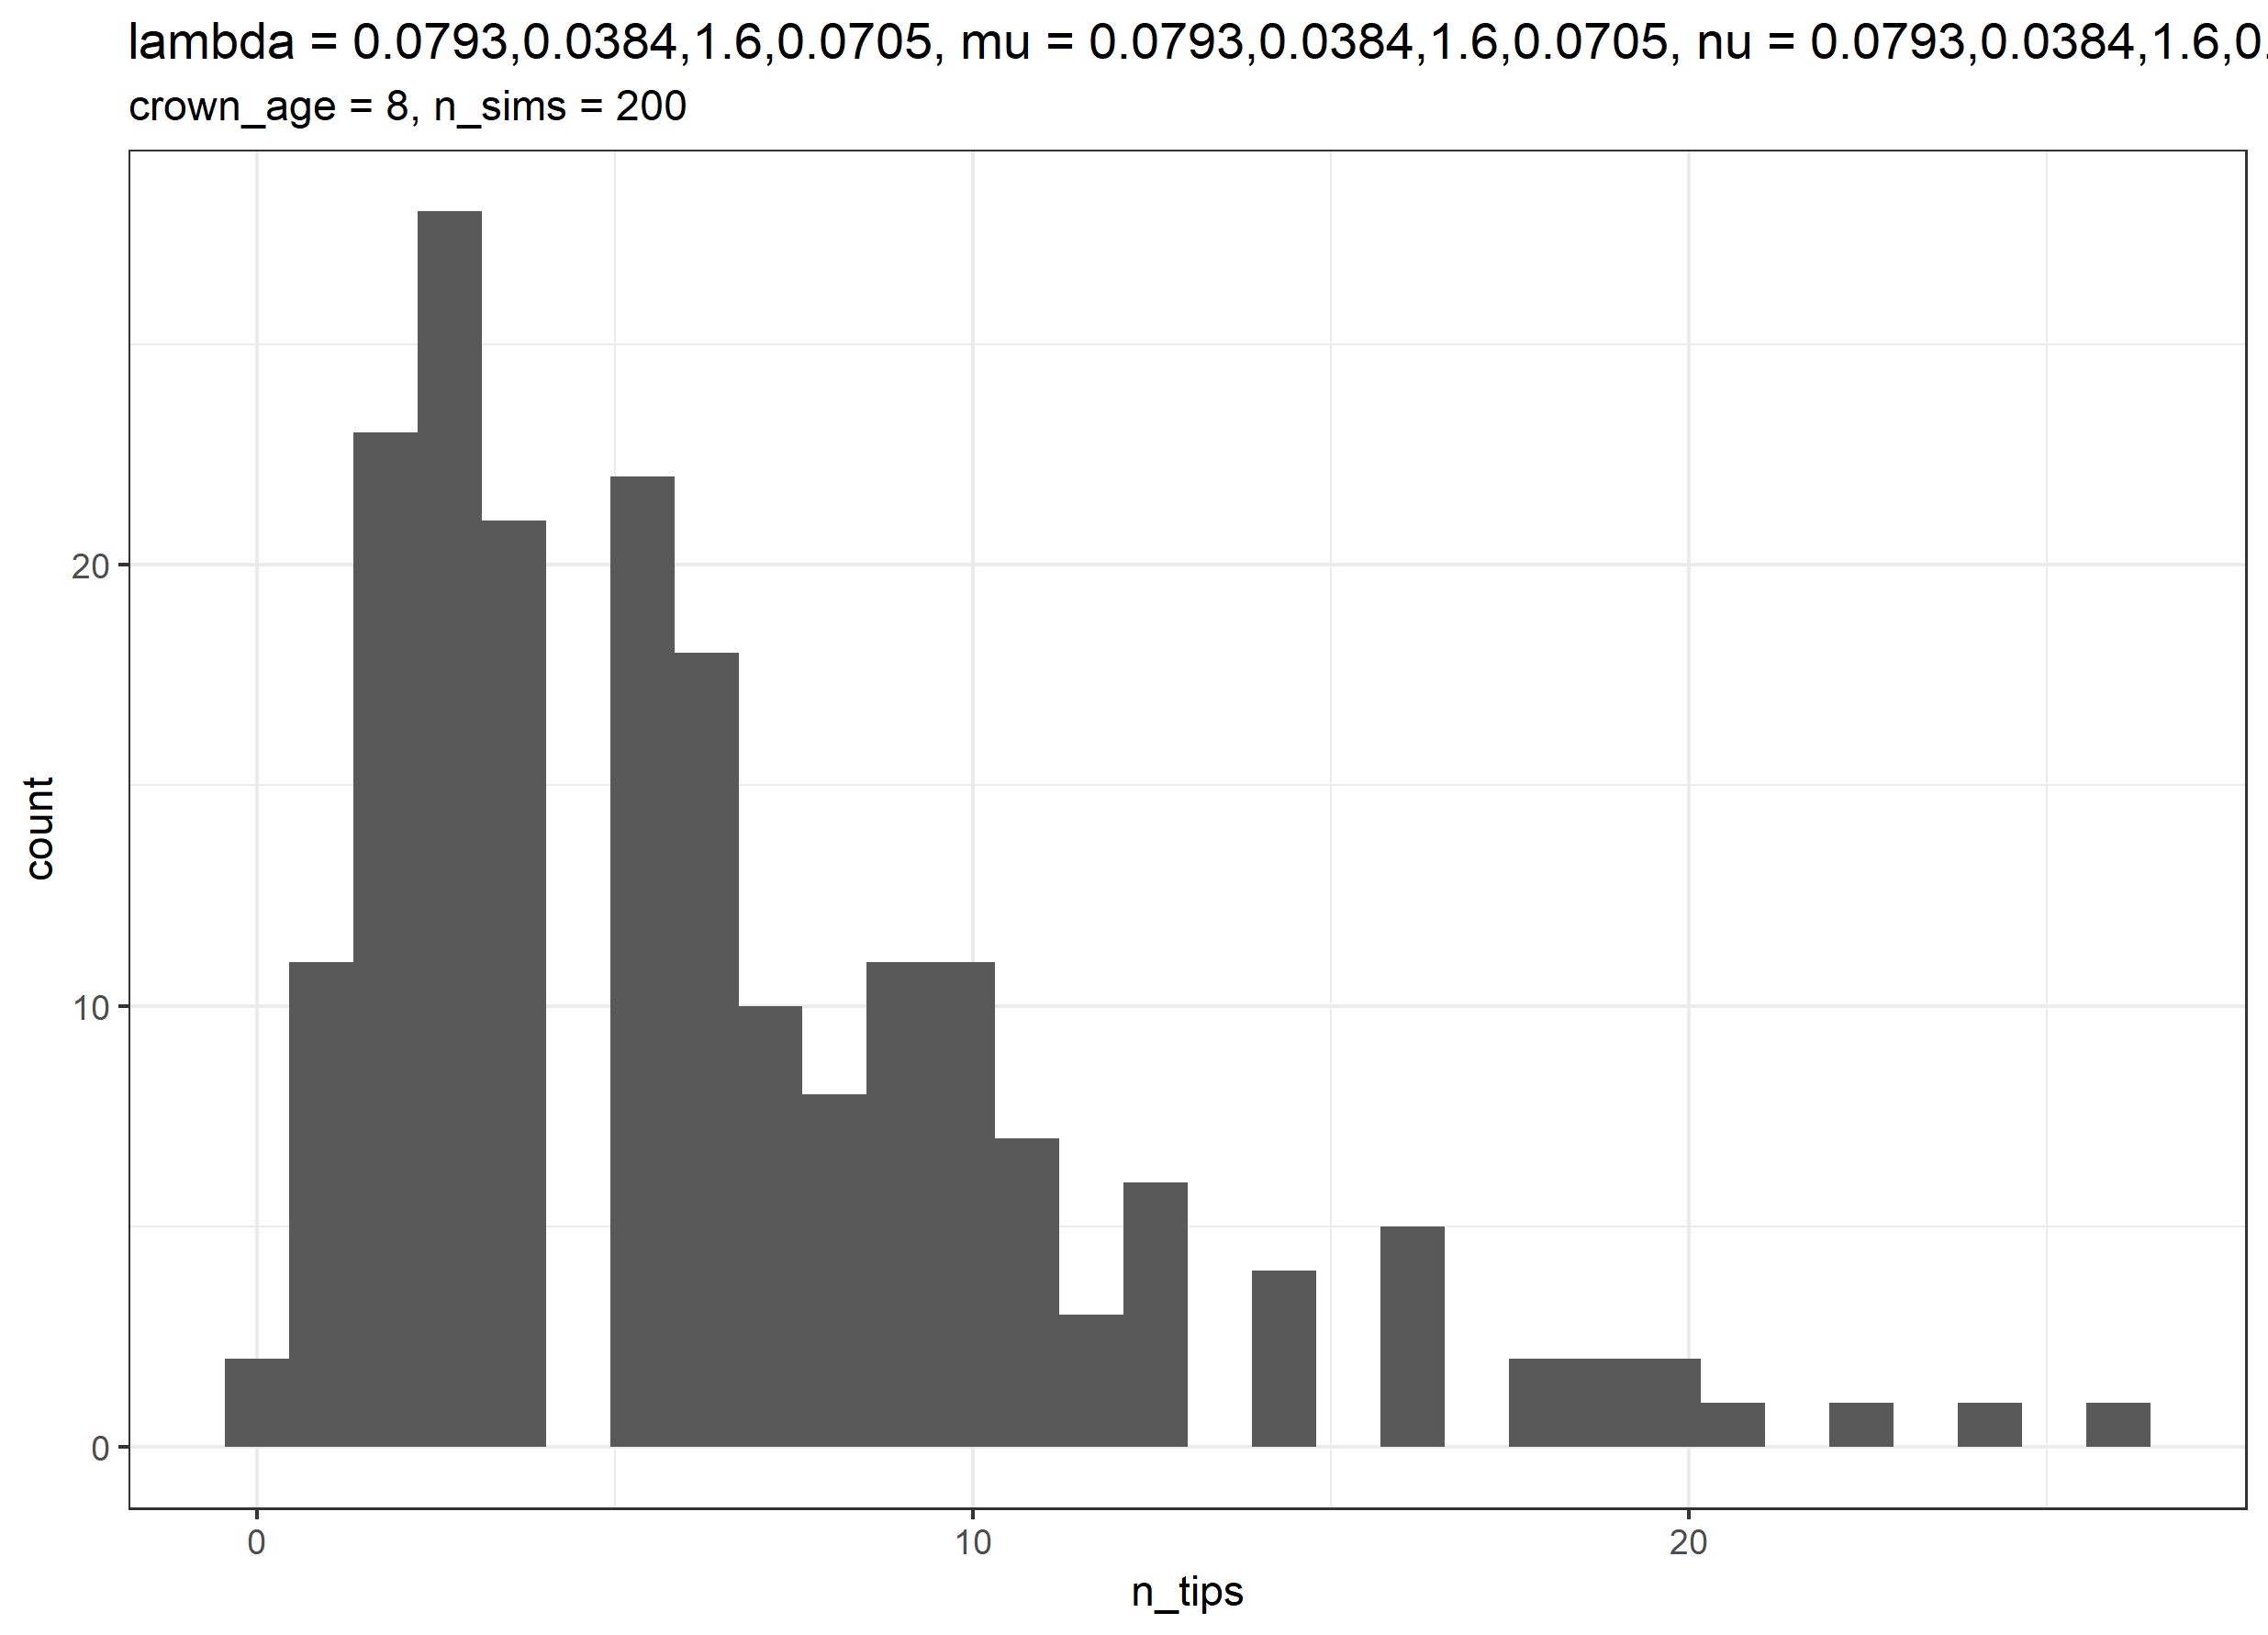 lambda = 0.0793,0.0384,1.6,0.0705, mu = 0.0793,0.0384,1.6,0.0705, nu = 0.0793,0.0384,1.6,0.
crown_age = 8, n_sims = 200
20
10
0
count
0 10 20
n_tips